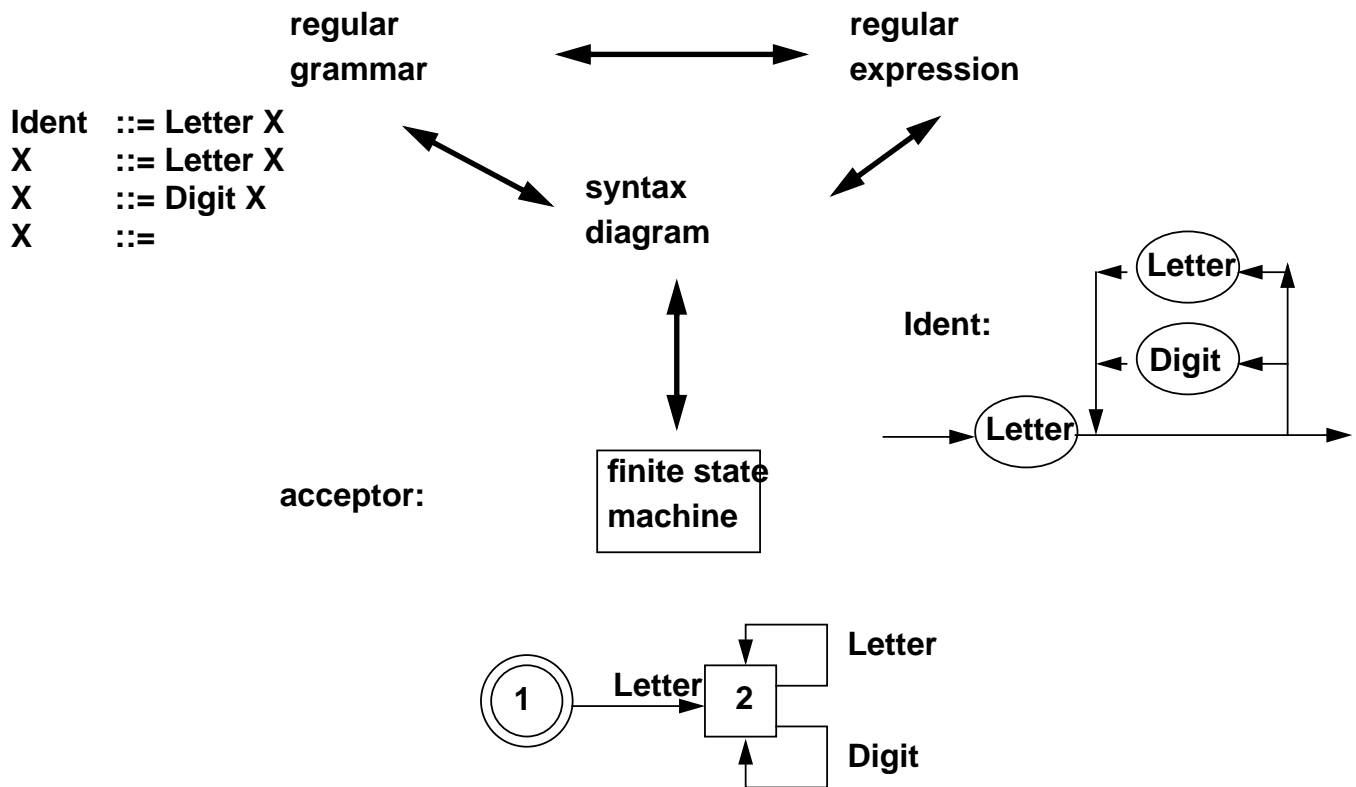 regular
grammar
regular
expression
Ident ::= Letter X
X ::= Letter X
X ::= Digit X
X ::=
syntax
diagram
Ident:
Letter
Digit
Letter
acceptor:
finite state
machine
1
Letter
2
Letter
Digit